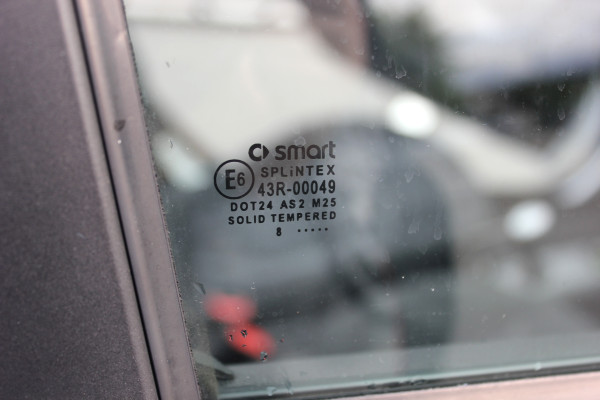 smart
SPLINTEX
E6 43R-00049
DOT24 AS2 M25
SOLID TEMPERED
8 .....